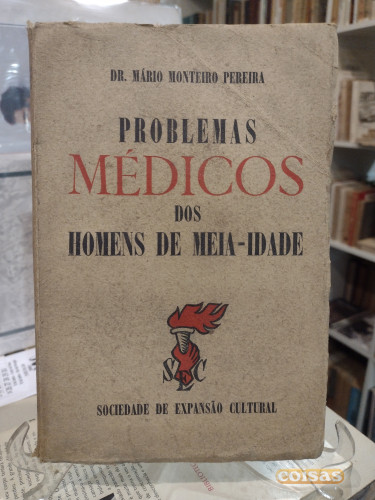 DR. MÁRIO MONTEIRO PEREIRA
PROBLEMAS
MÉDICOS
DOS
HOMENS DE MEIA-IDADE
SEC
SOCIEDADE DE EXPANSÃO CULTURAL
coisas